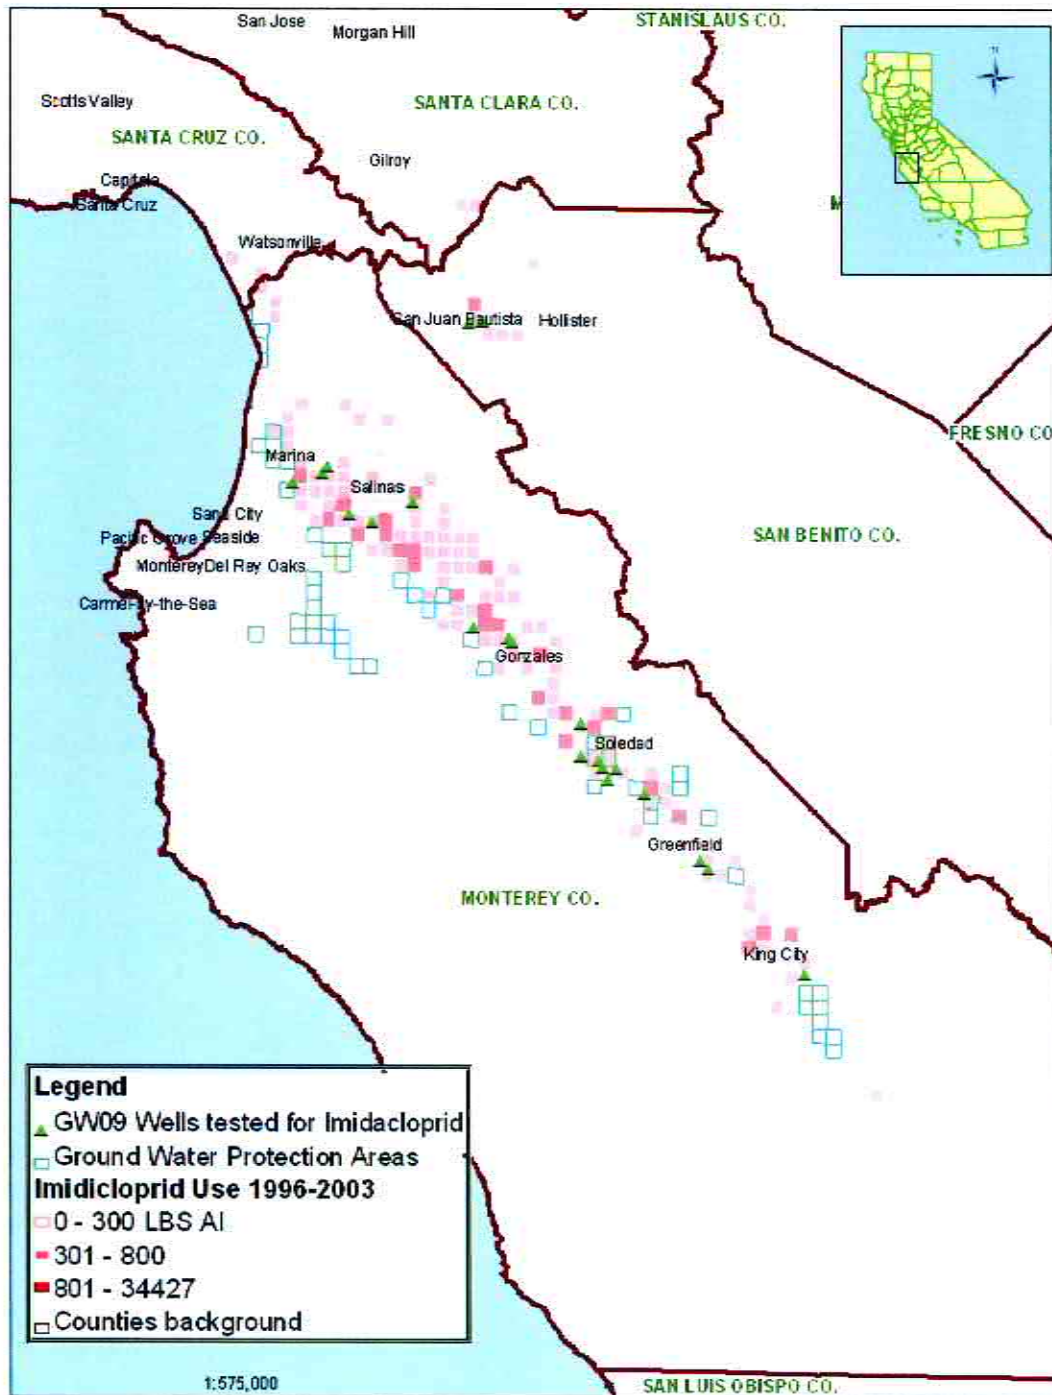 San Jose
Morgan Hill
STANISLAUS CO.
Scotts Valley
SANTA CLARA CO.
SANTA CRUZ CO.
Gilroy
Capitola
Santa Cruz
M
Watsonville
San Juan Bautista
Hollister
FRESNO CO
Marina
Salinas
Sand City
Pacific Grove
Seaside
SAN BENITO CO.
Monterey
Del Rey Oaks
Carmel-by-the-Sea
Gonzales
Soledad
Greenfield
MONTEREY CO.
King City
Legend
GW09 Wells tested for Imidacloprid
Ground Water Protection Areas
Imidicloprid Use 1996-2003
0 - 300 LBS AI
301 - 800
801 - 34427
Counties background
1:575,000
SAN LUIS OBISPO CO.